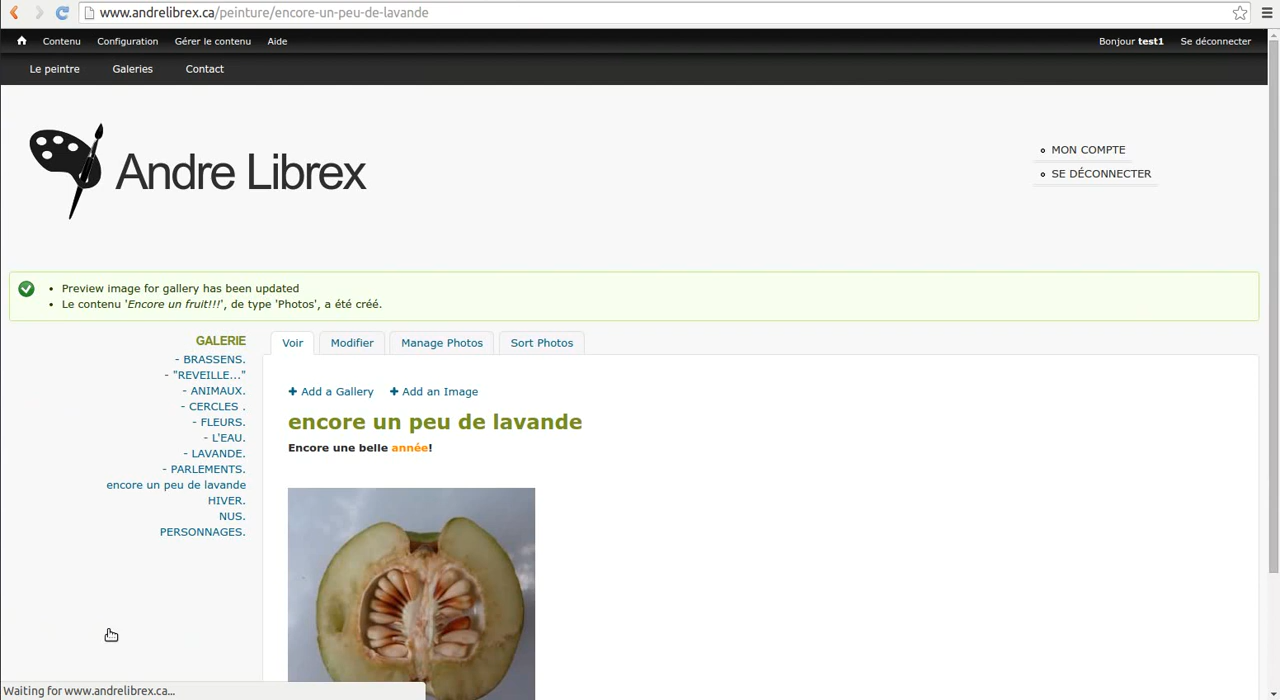 www.andrelibrex.ca/peinture/encore-un-peu-de-lavande
Contenu Configuration Gérer le contenu Aide Bonjour test1 Se déconnecter
Le peintre Galeries Contact
Andre Librex
MON COMPTE
SE DÉCONNECTER
Preview image for gallery has been updated
Le contenu 'Encore un fruit!!!', de type 'Photos', a été créé.
GALERIE
- BRASSENS.
- "REVEILLE..."
- ANIMAUX.
- CERCLES .
- FLEURS.
- L'EAU.
- LAVANDE.
- PARLEMENTS.
encore un peu de lavande
HIVER.
NUS.
PERSONNAGES.
Voir Modifier Manage Photos Sort Photos
Add a Gallery Add an Image
encore un peu de lavande
Encore une belle année!
Waiting for www.andrelibrex.ca...